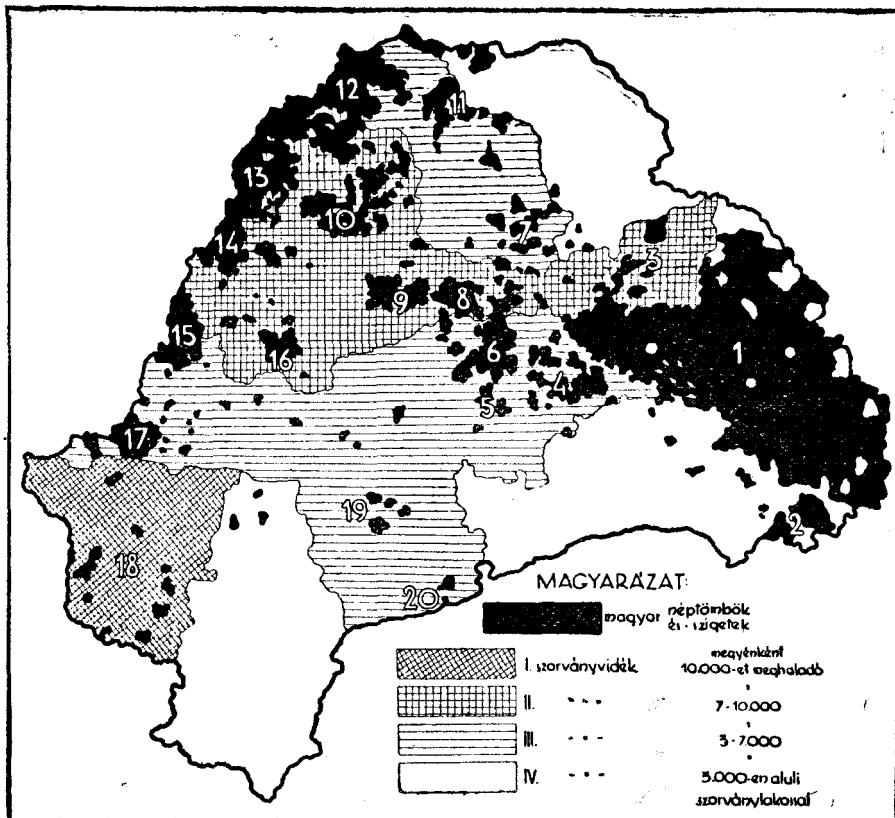 12
11
13
10
14
7
3
9
8
15
16
6
1
5
4
17
19
2
18
20
MAGYARÁZAT:
magyar néptömbök
és -szigetek
megyénként
I. szorványvidék 10.000-et meghaladó
II. " " " 7-10.000
III. " " " 3-7.000
IV. " " " 3.000-en aluli
szorványlakossal